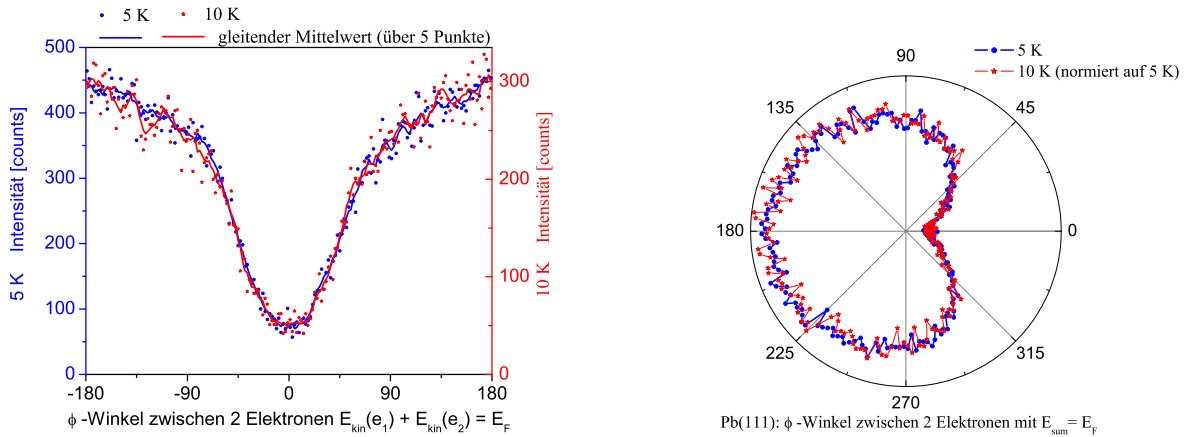 5 K 10 K
gleitender Mittelwert (über 5 Punkte)
500
400
300
200
100
0
300
200
100
0
5 K Intensität [counts]
10 K Intensität [counts]
-180 -90 0 90 180
ϕ -Winkel zwischen 2 Elektronen E_kin(e_1) + E_kin(e_2) = E_F
5 K
10 K (normiert auf 5 K)
90
135 45
180 0
225 315
270
Pb(111): ϕ -Winkel zwischen 2 Elektronen mit E_sum= E_F